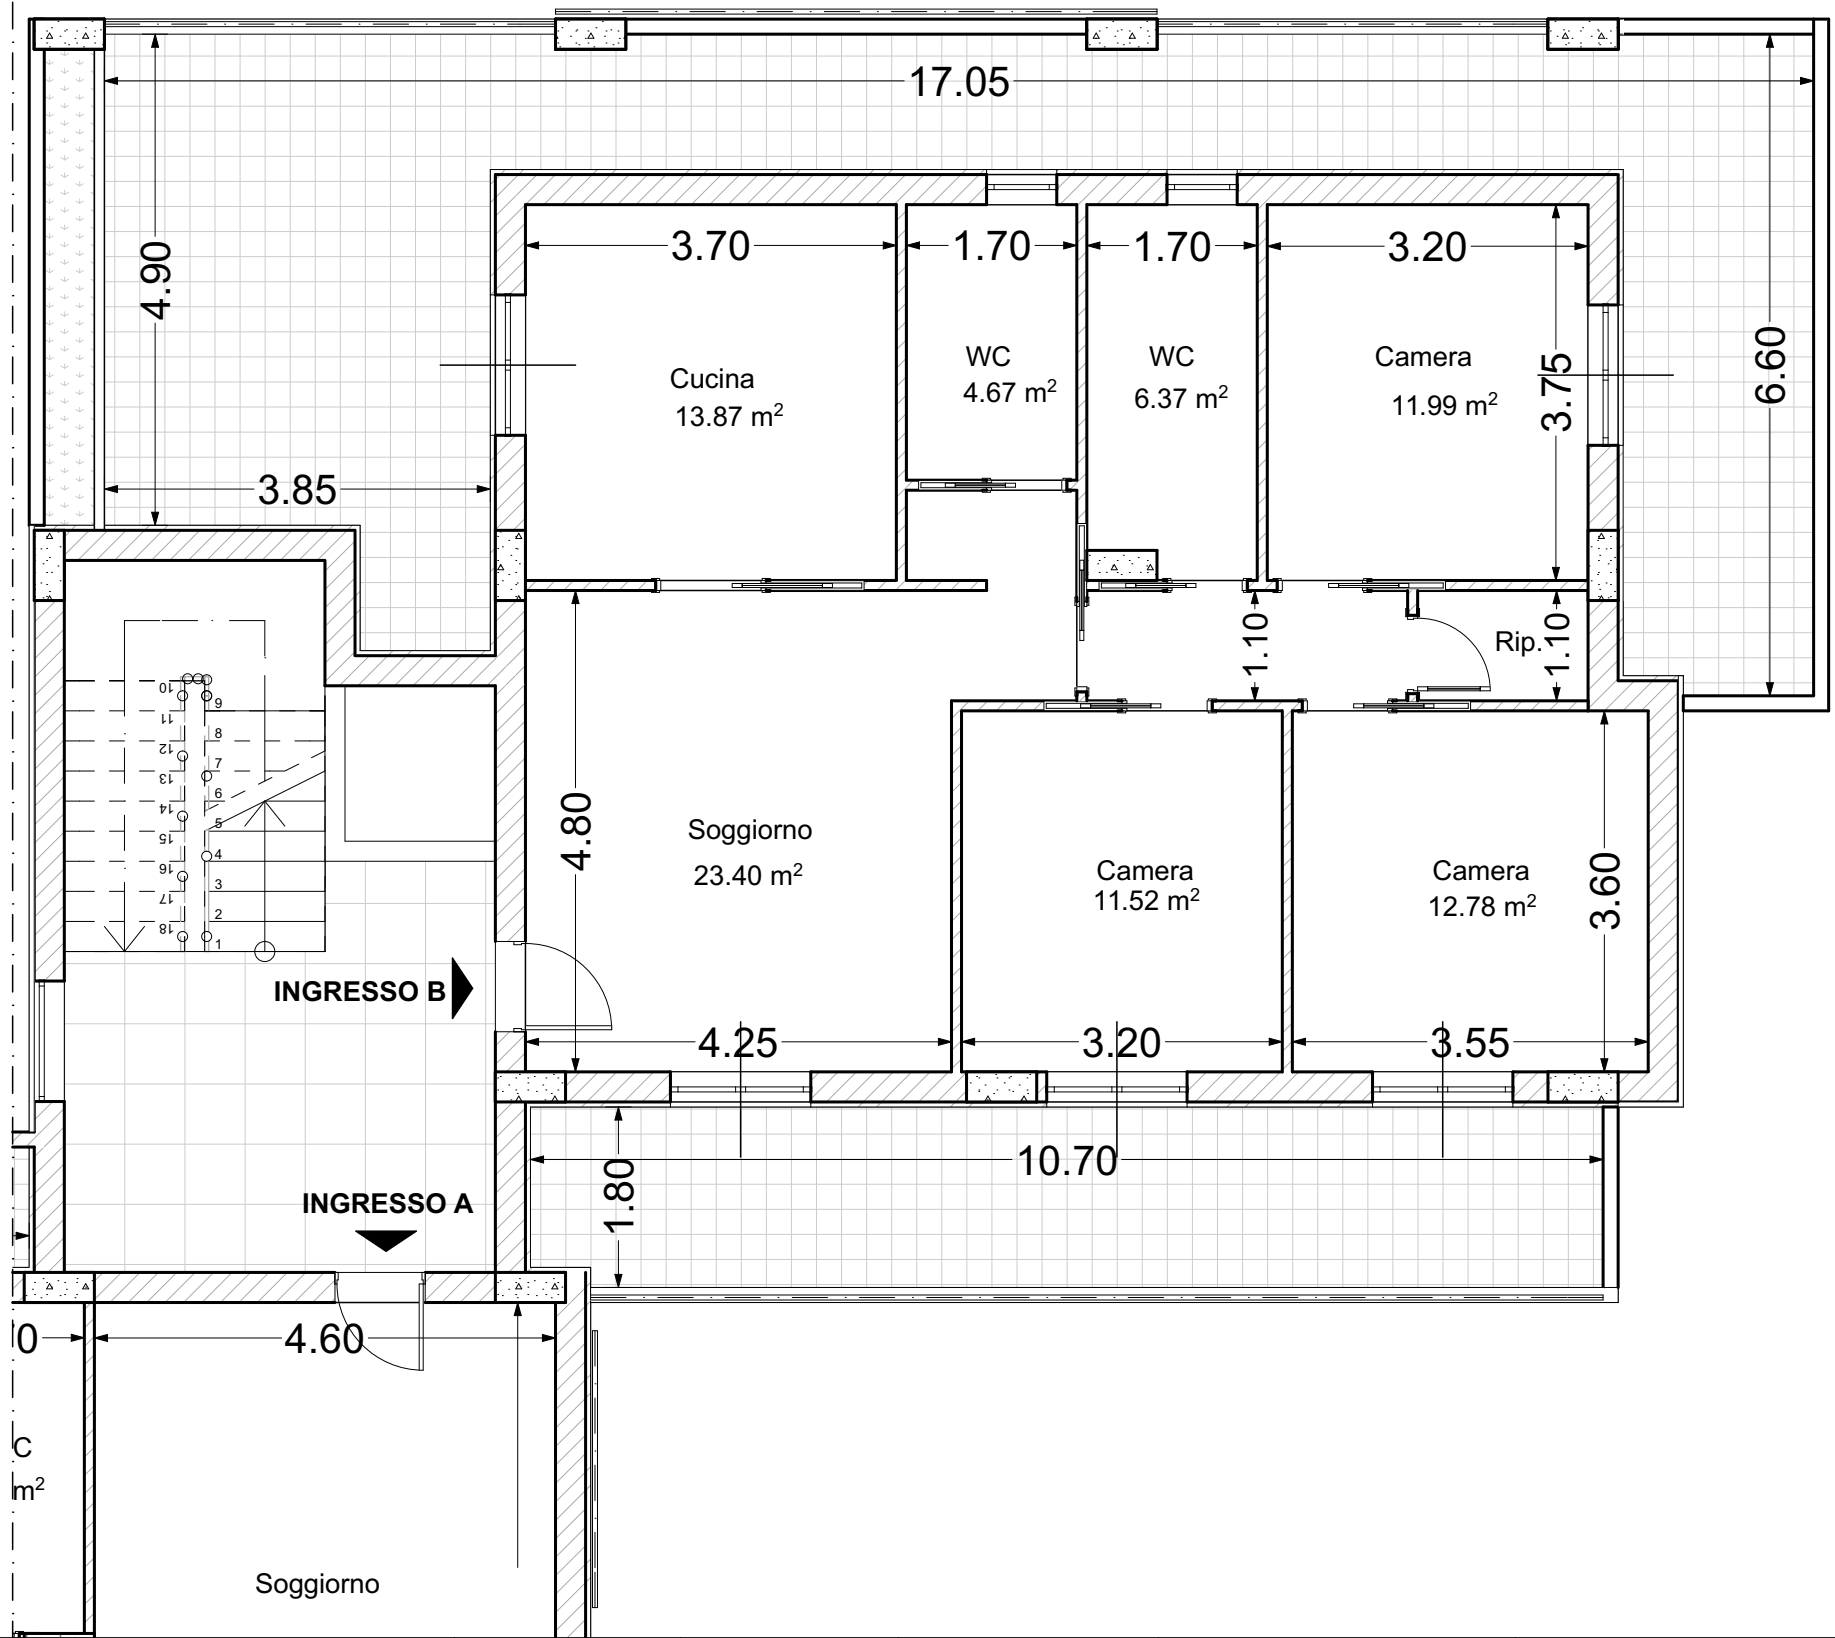 17.05
4.90
3.70
1.70
1.70
3.20
6.60
3.75
Cucina
13.87 m²
WC
4.67 m²
WC
6.37 m²
Camera
11.99 m²
3.85
1.10
Rip.
1.10
10
11
12
13
14
15
16
17
18
9
8
7
6
5
4
3
2
1
4.80
Soggiorno
23.40 m²
Camera
11.52 m²
Camera
12.78 m²
3.60
INGRESSO B
4.25
3.20
3.55
10.70
1.80
INGRESSO A
0
4.60
C
m²
Soggiorno